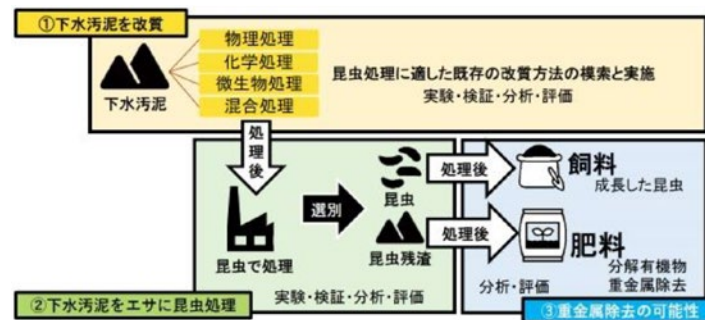 ①下水汚泥を改質
物理処理
化学処理
微生物処理
混合処理
下水汚泥
昆虫処理に適した既存の改質方法の模索と実施
実験・検証・分析・評価
処理後
昆虫で処理
選別
昆虫
昆虫残渣
処理後
飼料
成長した昆虫
処理後
肥料
分解有機物
重金属除去
実験・検証・分析・評価
分析・評価
②下水汚泥をエサに昆虫処理
③重金属除去の可能性